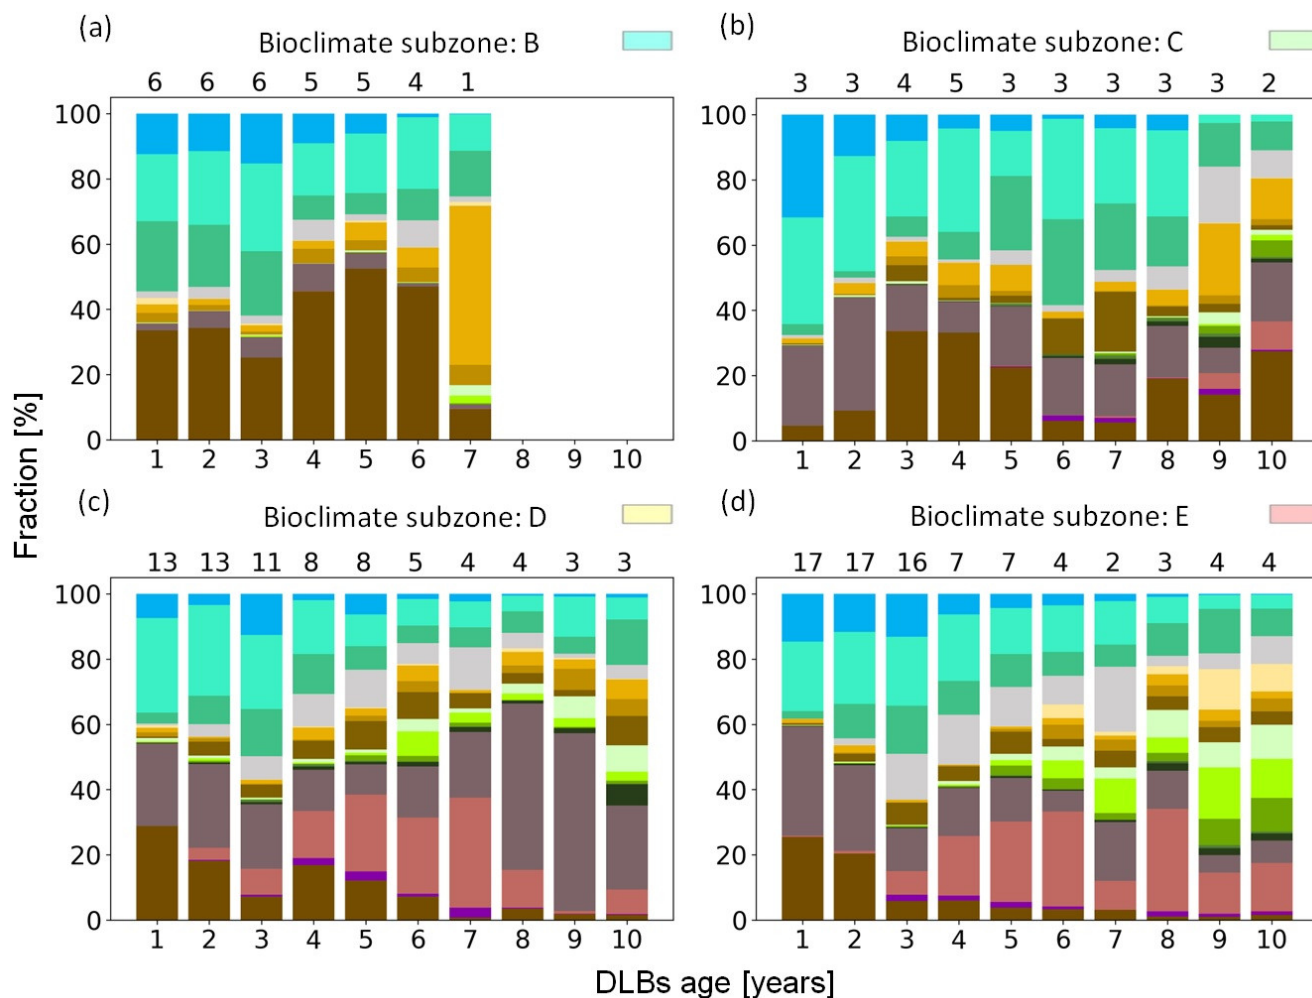 (a)
Bioclimate subzone: B
6 6 6 5 5 4 1
100
80
60
40
20
0
1 2 3 4 5 6 7 8 9 10
(b)
Bioclimate subzone: C
3 3 4 5 3 3 3 3 3 2
100
80
60
40
20
0
1 2 3 4 5 6 7 8 9 10
Fraction [%]
(c)
Bioclimate subzone: D
13 13 11 8 8 5 4 4 3 3
100
80
60
40
20
0
1 2 3 4 5 6 7 8 9 10
(d)
Bioclimate subzone: E
17 17 16 7 7 4 2 3 4 4
100
80
60
40
20
0
1 2 3 4 5 6 7 8 9 10
DLBs age [years]